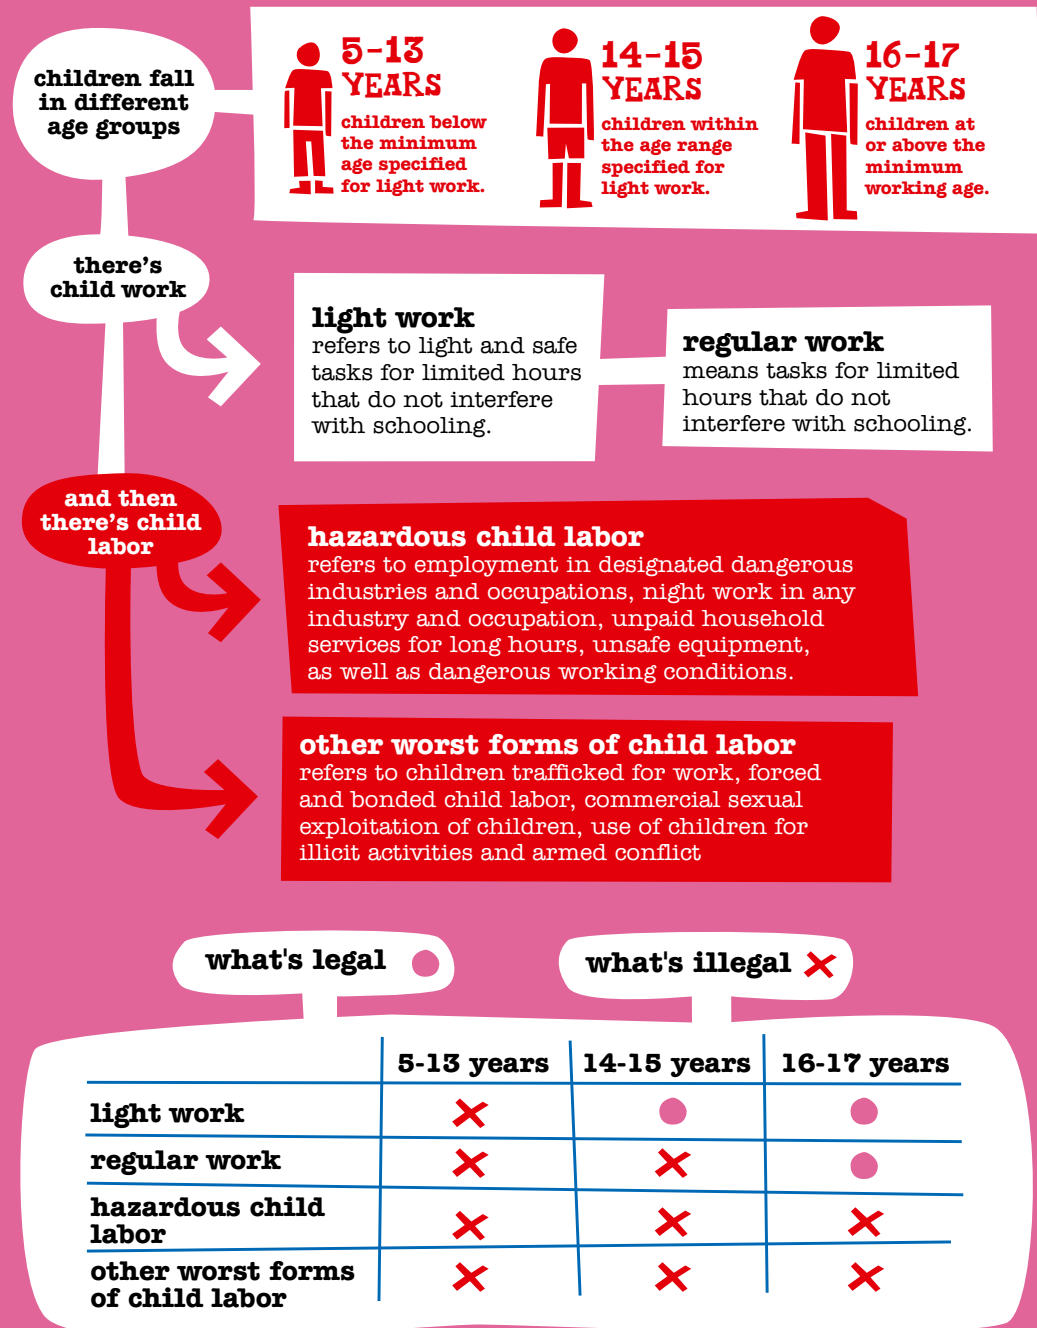 children fall
in different
age groups
5-13
YEARS
children below
the minimum
age specified
for light work.
14-15
YEARS
children within
the age range
specified for
light work.
16-17
YEARS
children at
or above the
minimum
working age.
there's
child work
light work
refers to light and safe
tasks for limited hours
that do not interfere
with schooling.
regular work
means tasks for limited
hours that do not
interfere with schooling.
and then
there's child
labor
hazardous child labor
refers to employment in designated dangerous
industries and occupations, night work in any
industry and occupation, unpaid household
services for long hours, unsafe equipment,
as well as dangerous working conditions.
other worst forms of child labor
refers to children trafficked for work, forced
and bonded child labor, commercial sexual
exploitation of children, use of children for
illicit activities and armed conflict
what's legal
what's illegal
5-13 years 14-15 years 16-17 years
light work
regular work
hazardous child
labor
other worst forms
of child labor